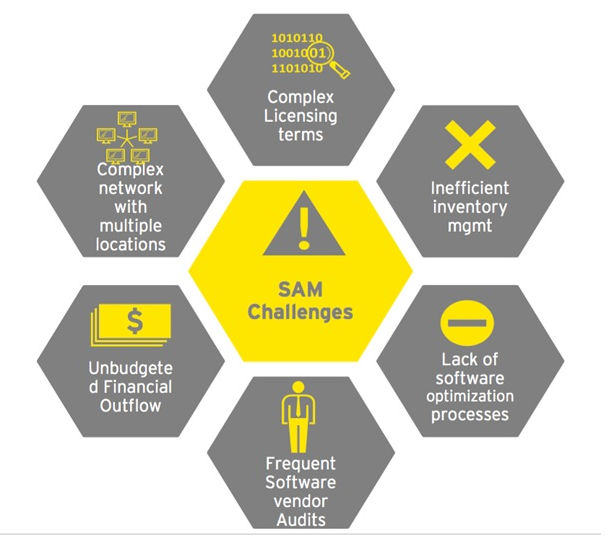 1010110
1001001
1101010
Complex
Licensing
terms
Complex
network
with
multiple
locations
Inefficient
inventory
mgmt
!
SAM
Challenges
$
Unbudgete
d Financial
Outflow
Lack of
software
optimization
processes
Frequent
Software
vendor
Audits